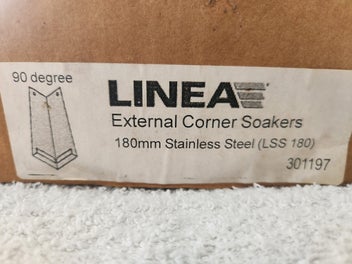 90 degree
LINEA
External Corner Soakers
180mm Stainless Steel (LSS 180)
301197